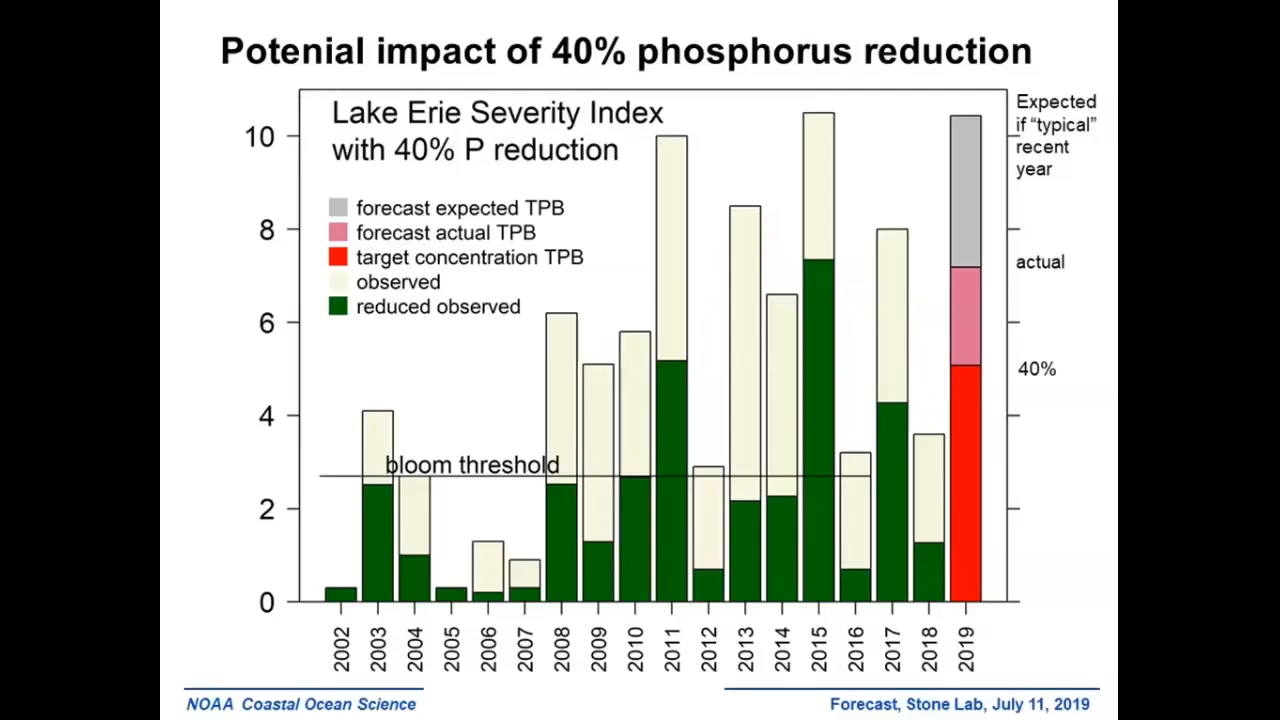 Potenial impact of 40% phosphorus reduction
Lake Erie Severity Index
with 40% P reduction
forecast expected TPB
forecast actual TPB
target concentration TPB
observed
reduced observed
bloom threshold
10
8
6
4
2
0
Expected
if “typical”
recent
year
actual
40%
2002
2003
2004
2005
2006
2007
2008
2009
2010
2011
2012
2013
2014
2015
2016
2017
2018
2019
NOAA Coastal Ocean Science
Forecast, Stone Lab, July 11, 2019